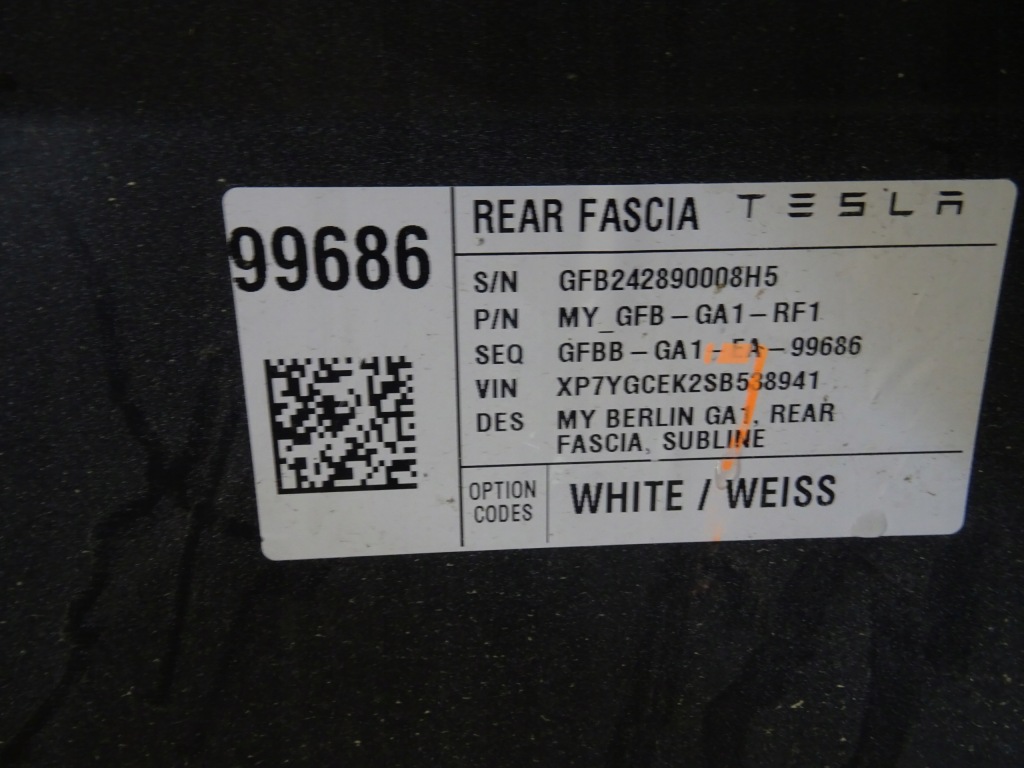 99686
REAR FASCIA TESLA
S/N GFB242890008H5
P/N MY_GFB-GA1-RF1
SEQ GFBB-GA1-EA-99686
VIN XP7YGCEK2SB538941
DES MY BERLIN GA1, REAR
FASCIA, SUBLINE
OPTION
CODES
WHITE / WEISS